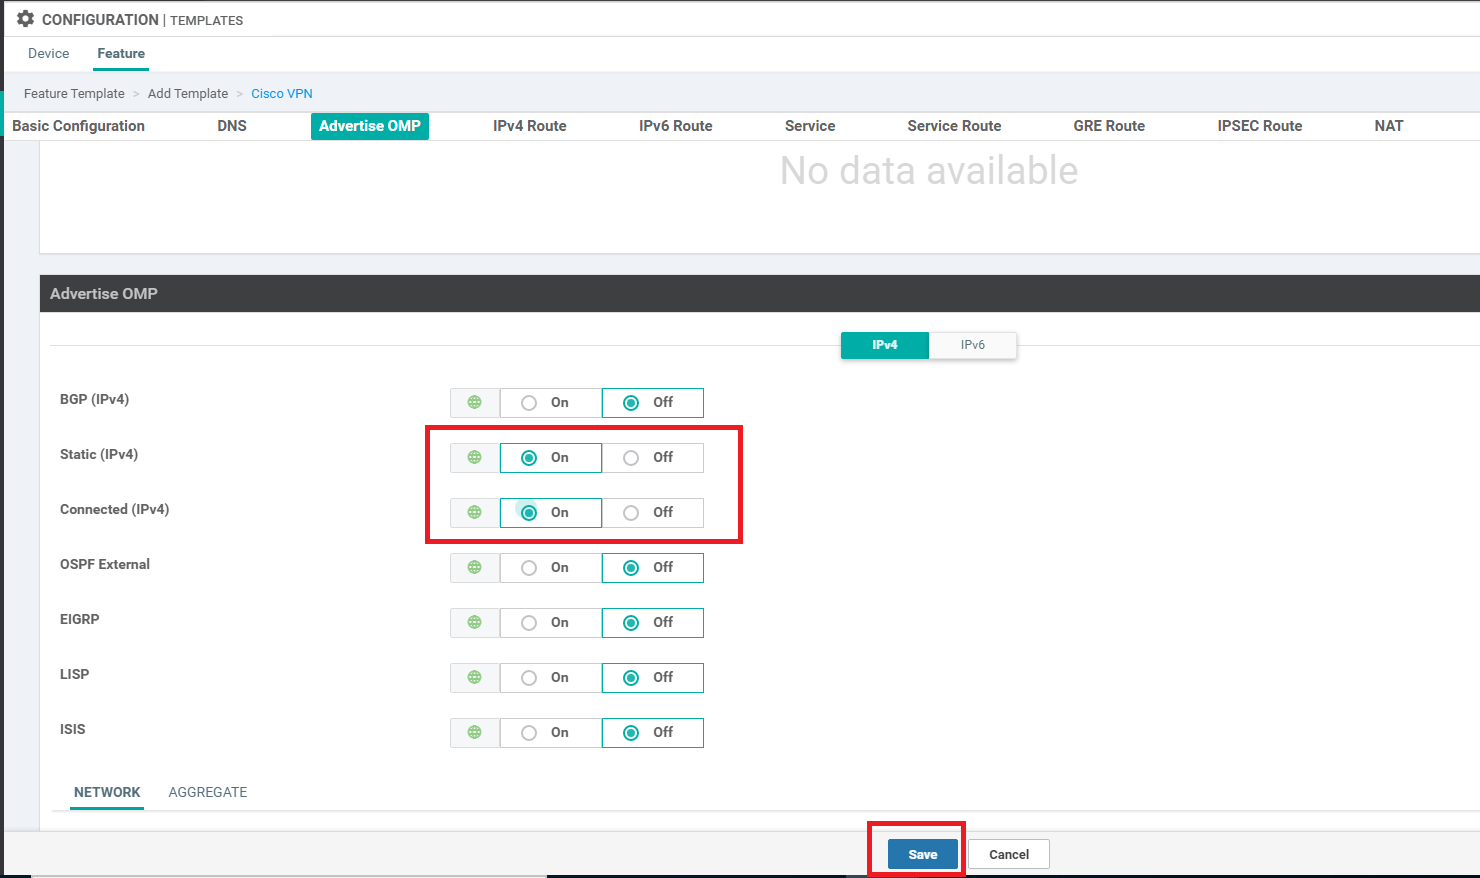 CONFIGURATION | TEMPLATES
Device Feature
Feature Template > Add Template > Cisco VPN
Basic Configuration DNS Advertise OMP IPv4 Route IPv6 Route Service Service Route GRE Route IPSEC Route NAT
No data available
Advertise OMP
IPv4 IPv6
BGP (IPv4) On Off
Static (IPv4) On Off
Connected (IPv4) On Off
OSPF External On Off
EIGRP On Off
LISP On Off
ISIS On Off
NETWORK AGGREGATE
Save Cancel